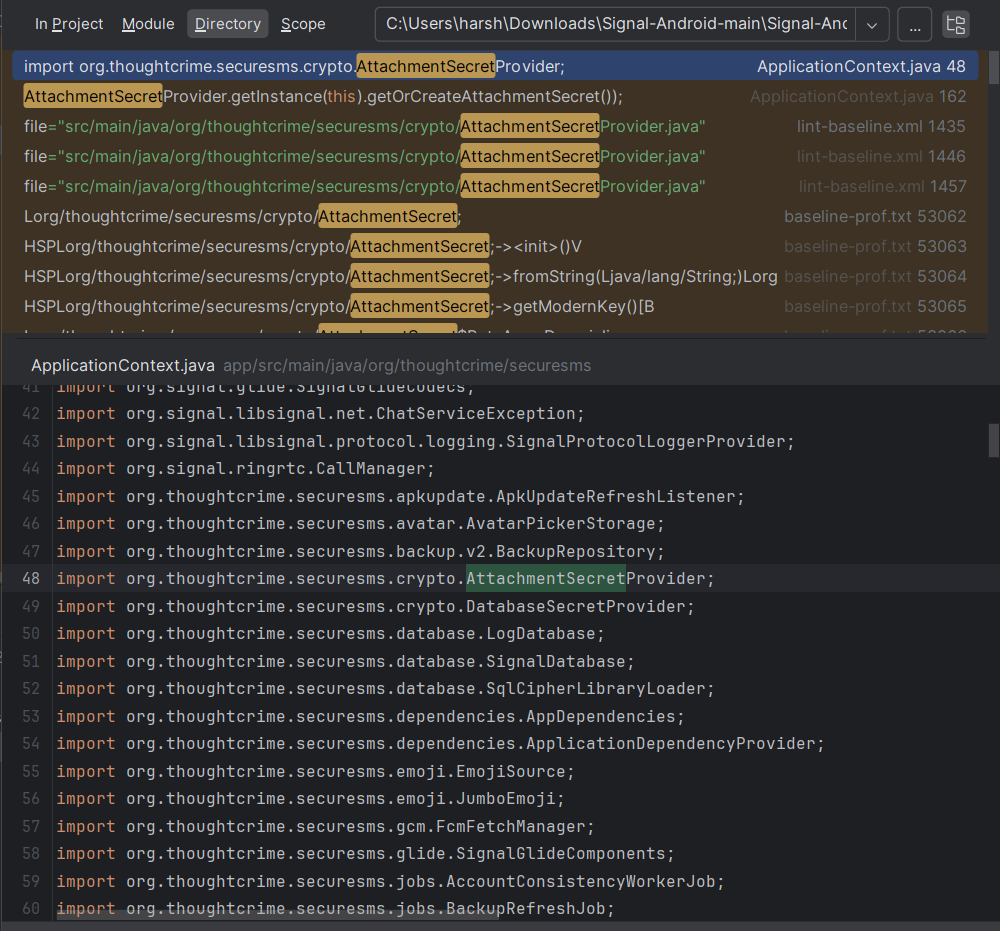 In Project Module Directory Scope C:\Users\harsh\Downloads\Signal-Android-main\Signal-And ...
import org.thoughtcrime.securesms.crypto.AttachmentSecretProvider; ApplicationContext.java 48
AttachmentSecretProvider.getInstance(this).getOrCreateAttachmentSecret()); ApplicationContext.java 162
file="src/main/java/org/thoughtcrime/securesms/crypto/AttachmentSecretProvider.java" lint-baseline.xml 1435
file="src/main/java/org/thoughtcrime/securesms/crypto/AttachmentSecretProvider.java" lint-baseline.xml 1446
file="src/main/java/org/thoughtcrime/securesms/crypto/AttachmentSecretProvider.java" lint-baseline.xml 1457
Lorg/thoughtcrime/securesms/crypto/AttachmentSecret; baseline-prof.txt 53062
HSPLorg/thoughtcrime/securesms/crypto/AttachmentSecret;-><init>()V baseline-prof.txt 53063
HSPLorg/thoughtcrime/securesms/crypto/AttachmentSecret;->fromString(Ljava/lang/String;)Lorg baseline-prof.txt 53064
HSPLorg/thoughtcrime/securesms/crypto/AttachmentSecret;->getModernKey()[B baseline-prof.txt 53065
ApplicationContext.java app/src/main/java/org/thoughtcrime/securesms
41 import org.signal.glide.SignalGlideCodecs;
42 import org.signal.libsignal.net.ChatServiceException;
43 import org.signal.libsignal.protocol.logging.SignalProtocolLoggerProvider;
44 import org.signal.ringrtc.CallManager;
45 import org.thoughtcrime.securesms.apkupdate.ApkUpdateRefreshListener;
46 import org.thoughtcrime.securesms.avatar.AvatarPickerStorage;
47 import org.thoughtcrime.securesms.backup.v2.BackupRepository;
48 import org.thoughtcrime.securesms.crypto.AttachmentSecretProvider;
49 import org.thoughtcrime.securesms.crypto.DatabaseSecretProvider;
50 import org.thoughtcrime.securesms.database.LogDatabase;
51 import org.thoughtcrime.securesms.database.SignalDatabase;
52 import org.thoughtcrime.securesms.database.SqlCipherLibraryLoader;
53 import org.thoughtcrime.securesms.dependencies.AppDependencies;
54 import org.thoughtcrime.securesms.dependencies.ApplicationDependencyProvider;
55 import org.thoughtcrime.securesms.emoji.EmojiSource;
56 import org.thoughtcrime.securesms.emoji.JumboEmoji;
57 import org.thoughtcrime.securesms.gcm.FcmFetchManager;
58 import org.thoughtcrime.securesms.glide.SignalGlideComponents;
59 import org.thoughtcrime.securesms.jobs.AccountConsistencyWorkerJob;
60 import org.thoughtcrime.securesms.jobs.BackupRefreshJob;